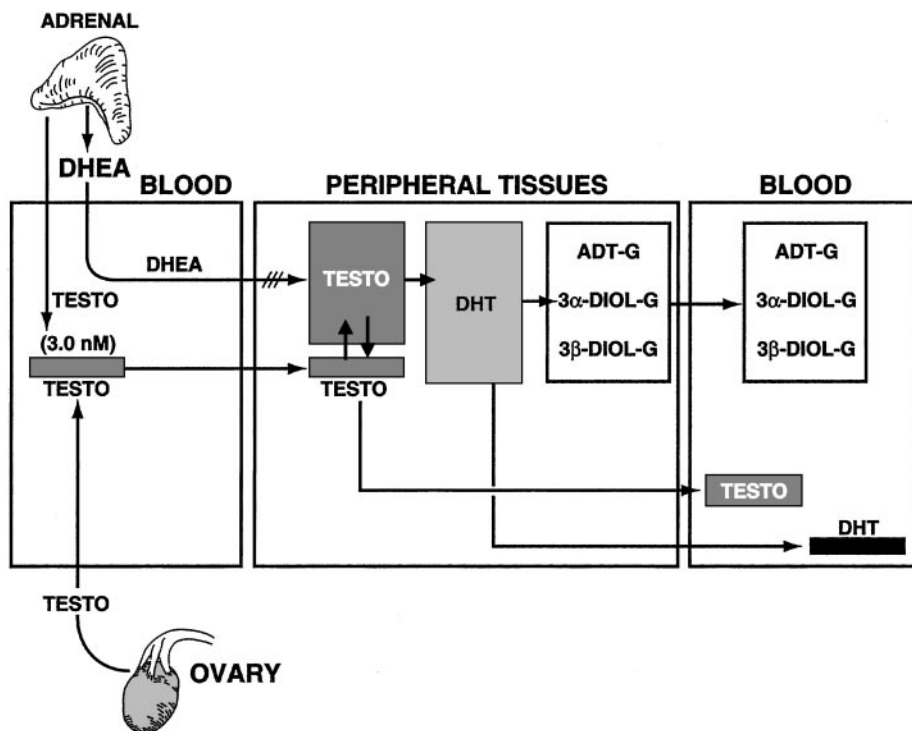 ADRENAL
DHEA
BLOOD
PERIPHERAL TISSUES
BLOOD
DHEA
TESTO
TESTO
(3.0 nM)
TESTO
TESTO
DHT
ADT-G
3α-DIOL-G
3β-DIOL-G
ADT-G
3α-DIOL-G
3β-DIOL-G
TESTO
DHT
TESTO
OVARY